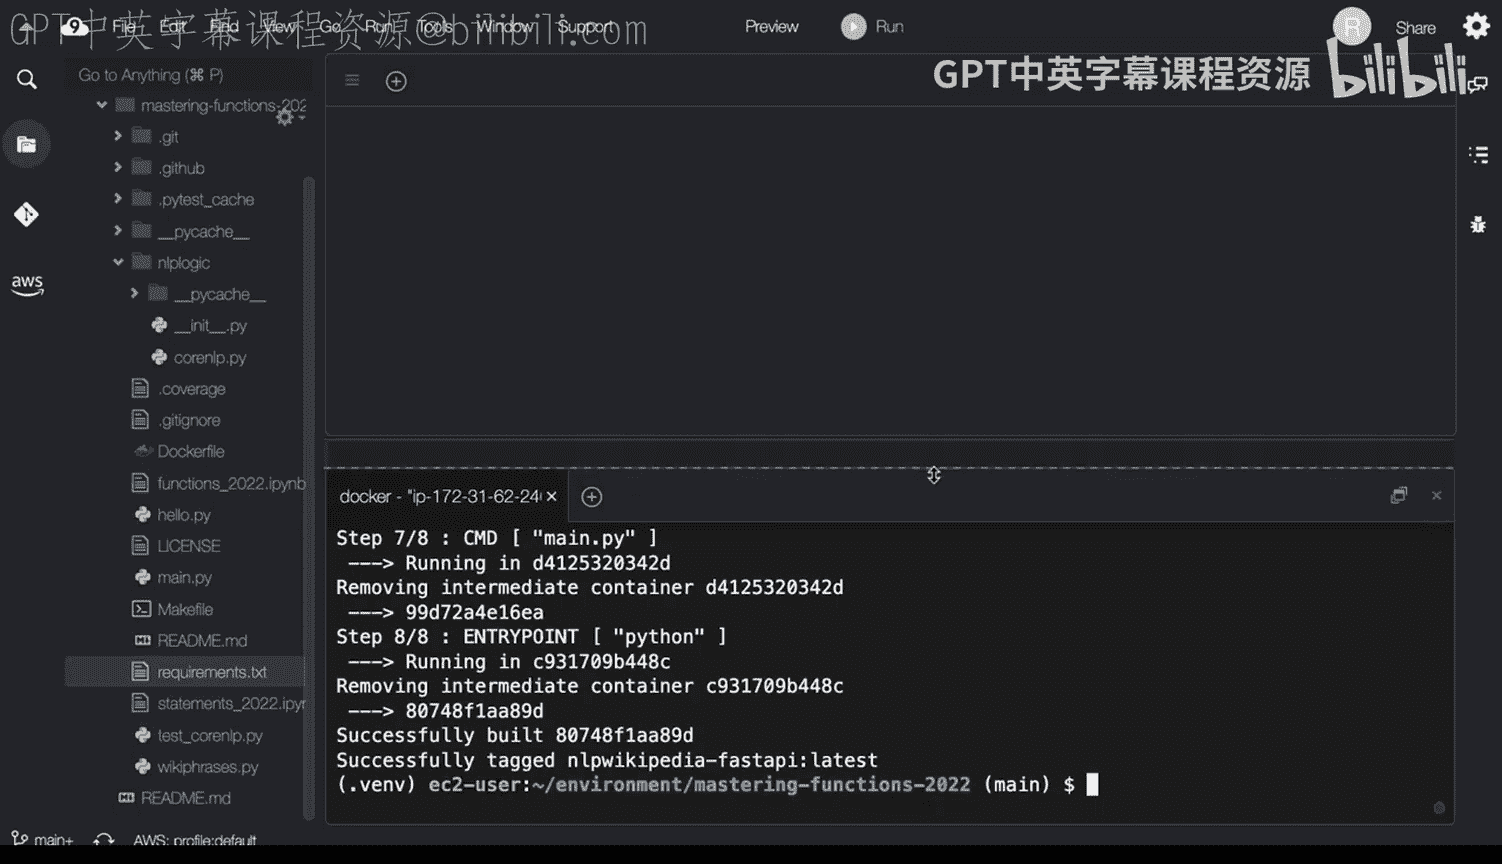 GPT中英字幕课程资源@bilibili.com
File Edit Find View Go Run Tools Window Support Preview Run R Share
GPT中英字幕课程资源 bilibili
Go to Anything (⌘ P)
mastering-functions-202
.git
.github
.pytest_cache
__pycache__
nlplogic
aws
__pycache__
__init__.py
corenlp.py
.coverage
.gitignore
Dockerfile
functions_2022.ipynb
hello.py
LICENSE
main.py
Makefile
README.md
requirements.txt
statements_2022.ipyr
test_corenlp.py
wikiphrases.py
README.md
docker - "ip-172-31-62-24
Step 7/8 : CMD [ "main.py" ]
---> Running in d4125320342d
Removing intermediate container d4125320342d
---> 99d72a4e16ea
Step 8/8 : ENTRYPOINT [ "python" ]
---> Running in c931709b448c
Removing intermediate container c931709b448c
---> 80748f1aa89d
Successfully built 80748f1aa89d
Successfully tagged nlpwikipedia-fastapi:latest
(.venv) ec2-user:~/environment/mastering-functions-2022 (main) $
main+ AWS: profile:default